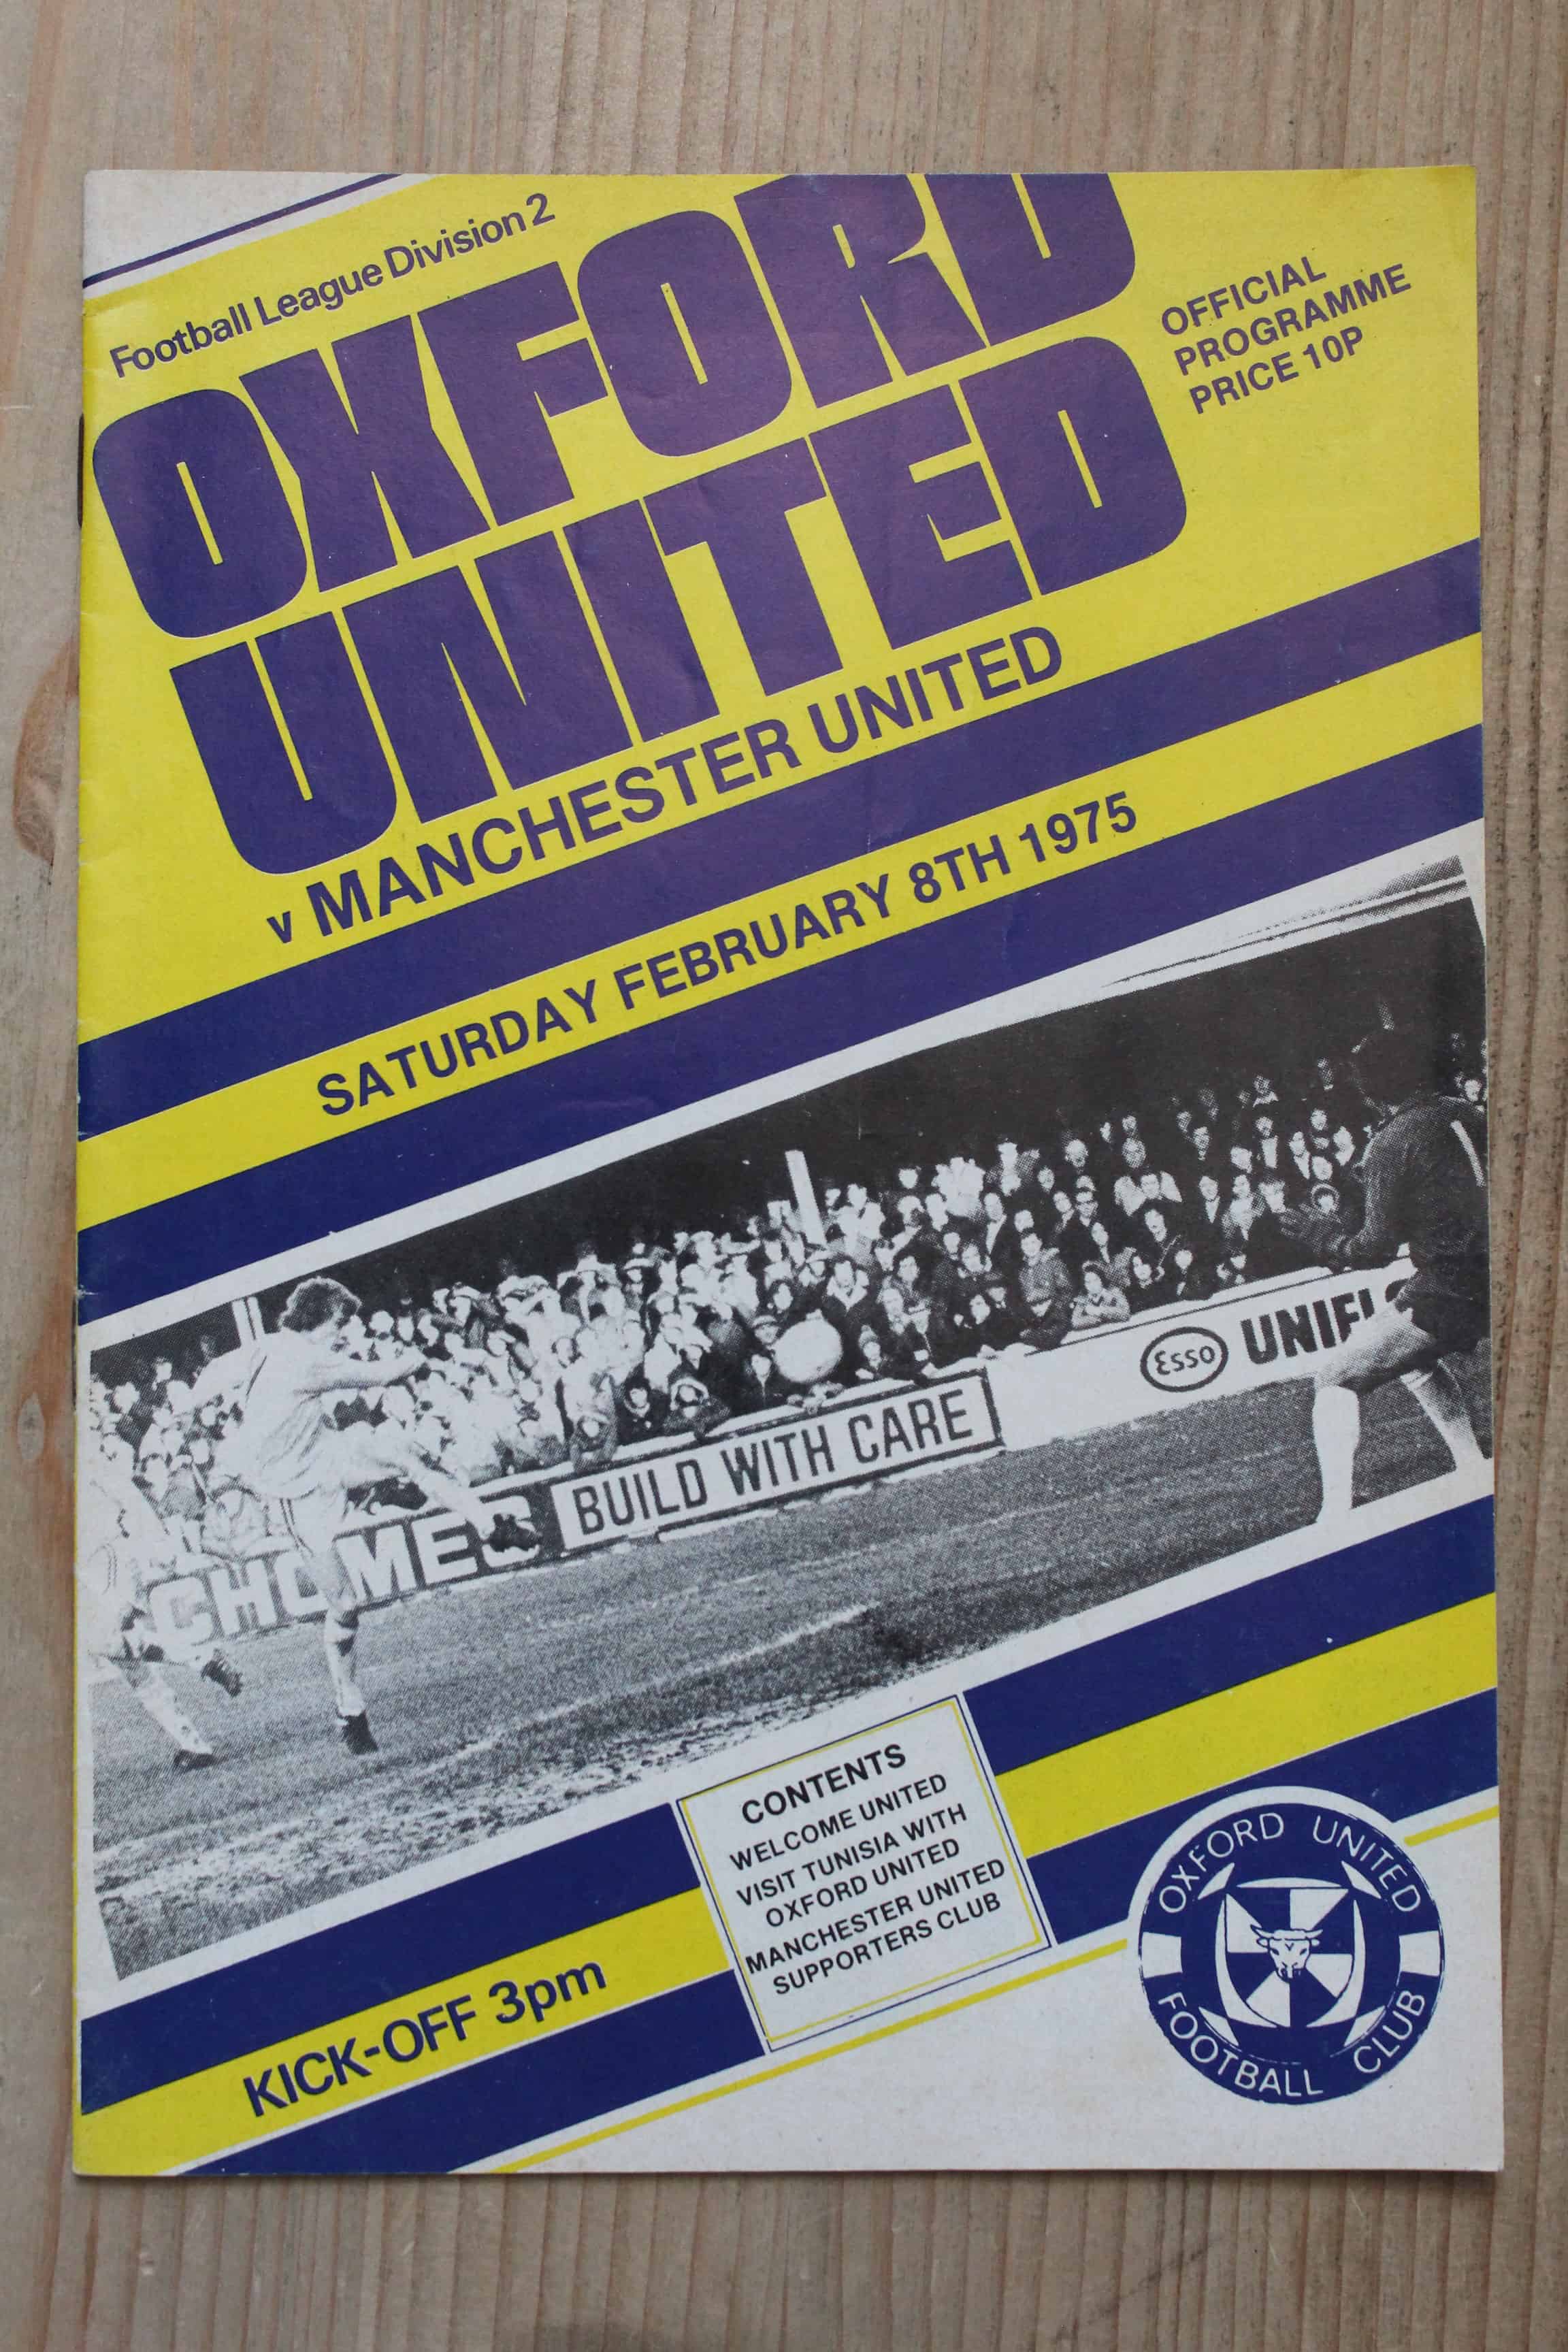 Football League Division 2
OXFORD
UNITED
OFFICIAL
PROGRAMME
PRICE 10P
v MANCHESTER UNITED
SATURDAY FEBRUARY 8TH 1975
BUILD WITH CARE
Esso
CONTENTS
WELCOME UNITED
VISIT TUNISIA WITH
OXFORD UNITED
MANCHESTER UNITED
SUPPORTERS CLUB
KICK-OFF 3pm
OXFORD UNITED
FOOTBALL CLUB